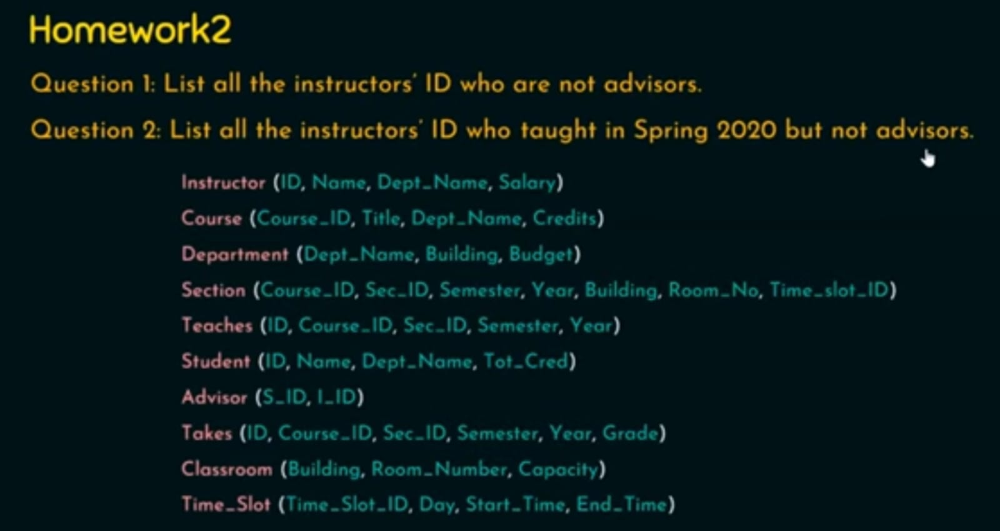 Homework2
Question 1: List all the instructors' ID who are not advisors.
Question 2: List all the instructors' ID who taught in Spring 2020 but not advisors.
Instructor (ID, Name, Dept_Name, Salary)
Course (Course_ID, Title, Dept_Name, Credits)
Department (Dept_Name, Building, Budget)
Section (Course_ID, Sec_ID, Semester, Year, Building, Room_No, Time_slot_ID)
Teaches (ID, Course_ID, Sec_ID, Semester, Year)
Student (ID, Name, Dept_Name, Tot_Cred)
Advisor (S_ID, I_ID)
Takes (ID, Course_ID, Sec_ID, Semester, Year, Grade)
Classroom (Building, Room_Number, Capacity)
Time_Slot (Time_Slot_ID, Day, Start_Time, End_Time)